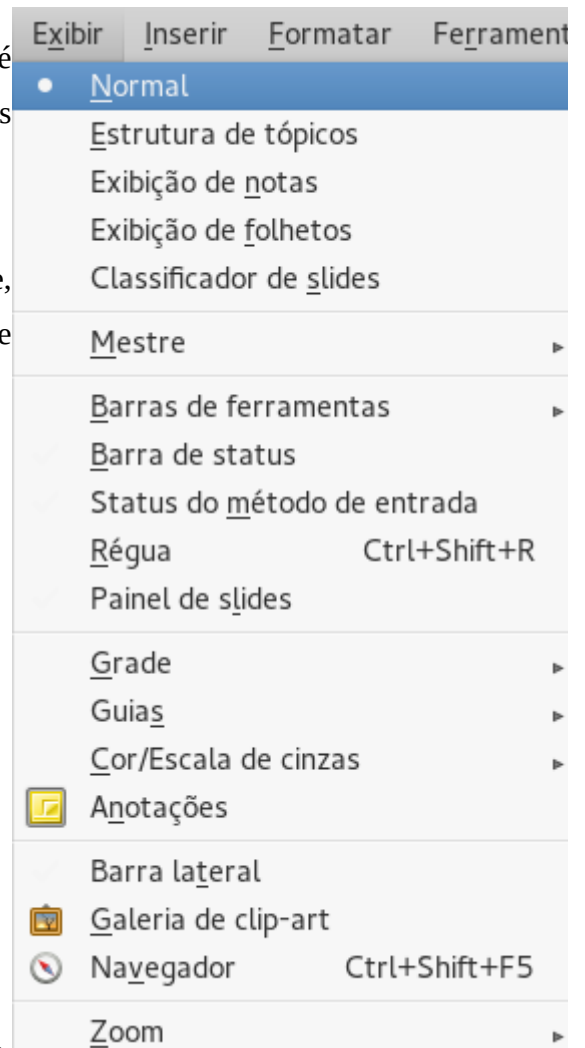 Exibir Inserir Formatar Ferrament
é
Normal
s
Estrutura de tópicos
Exibição de notas
Exibição de folhetos
Classificador de slides
e,
e
Mestre
Barras de ferramentas
Barra de status
Status do método de entrada
Régua Ctrl+Shift+R
Painel de slides
Grade
Guias
Cor/Escala de cinzas
Anotações
Barra lateral
Galeria de clip-art
Navegador Ctrl+Shift+F5
Zoom